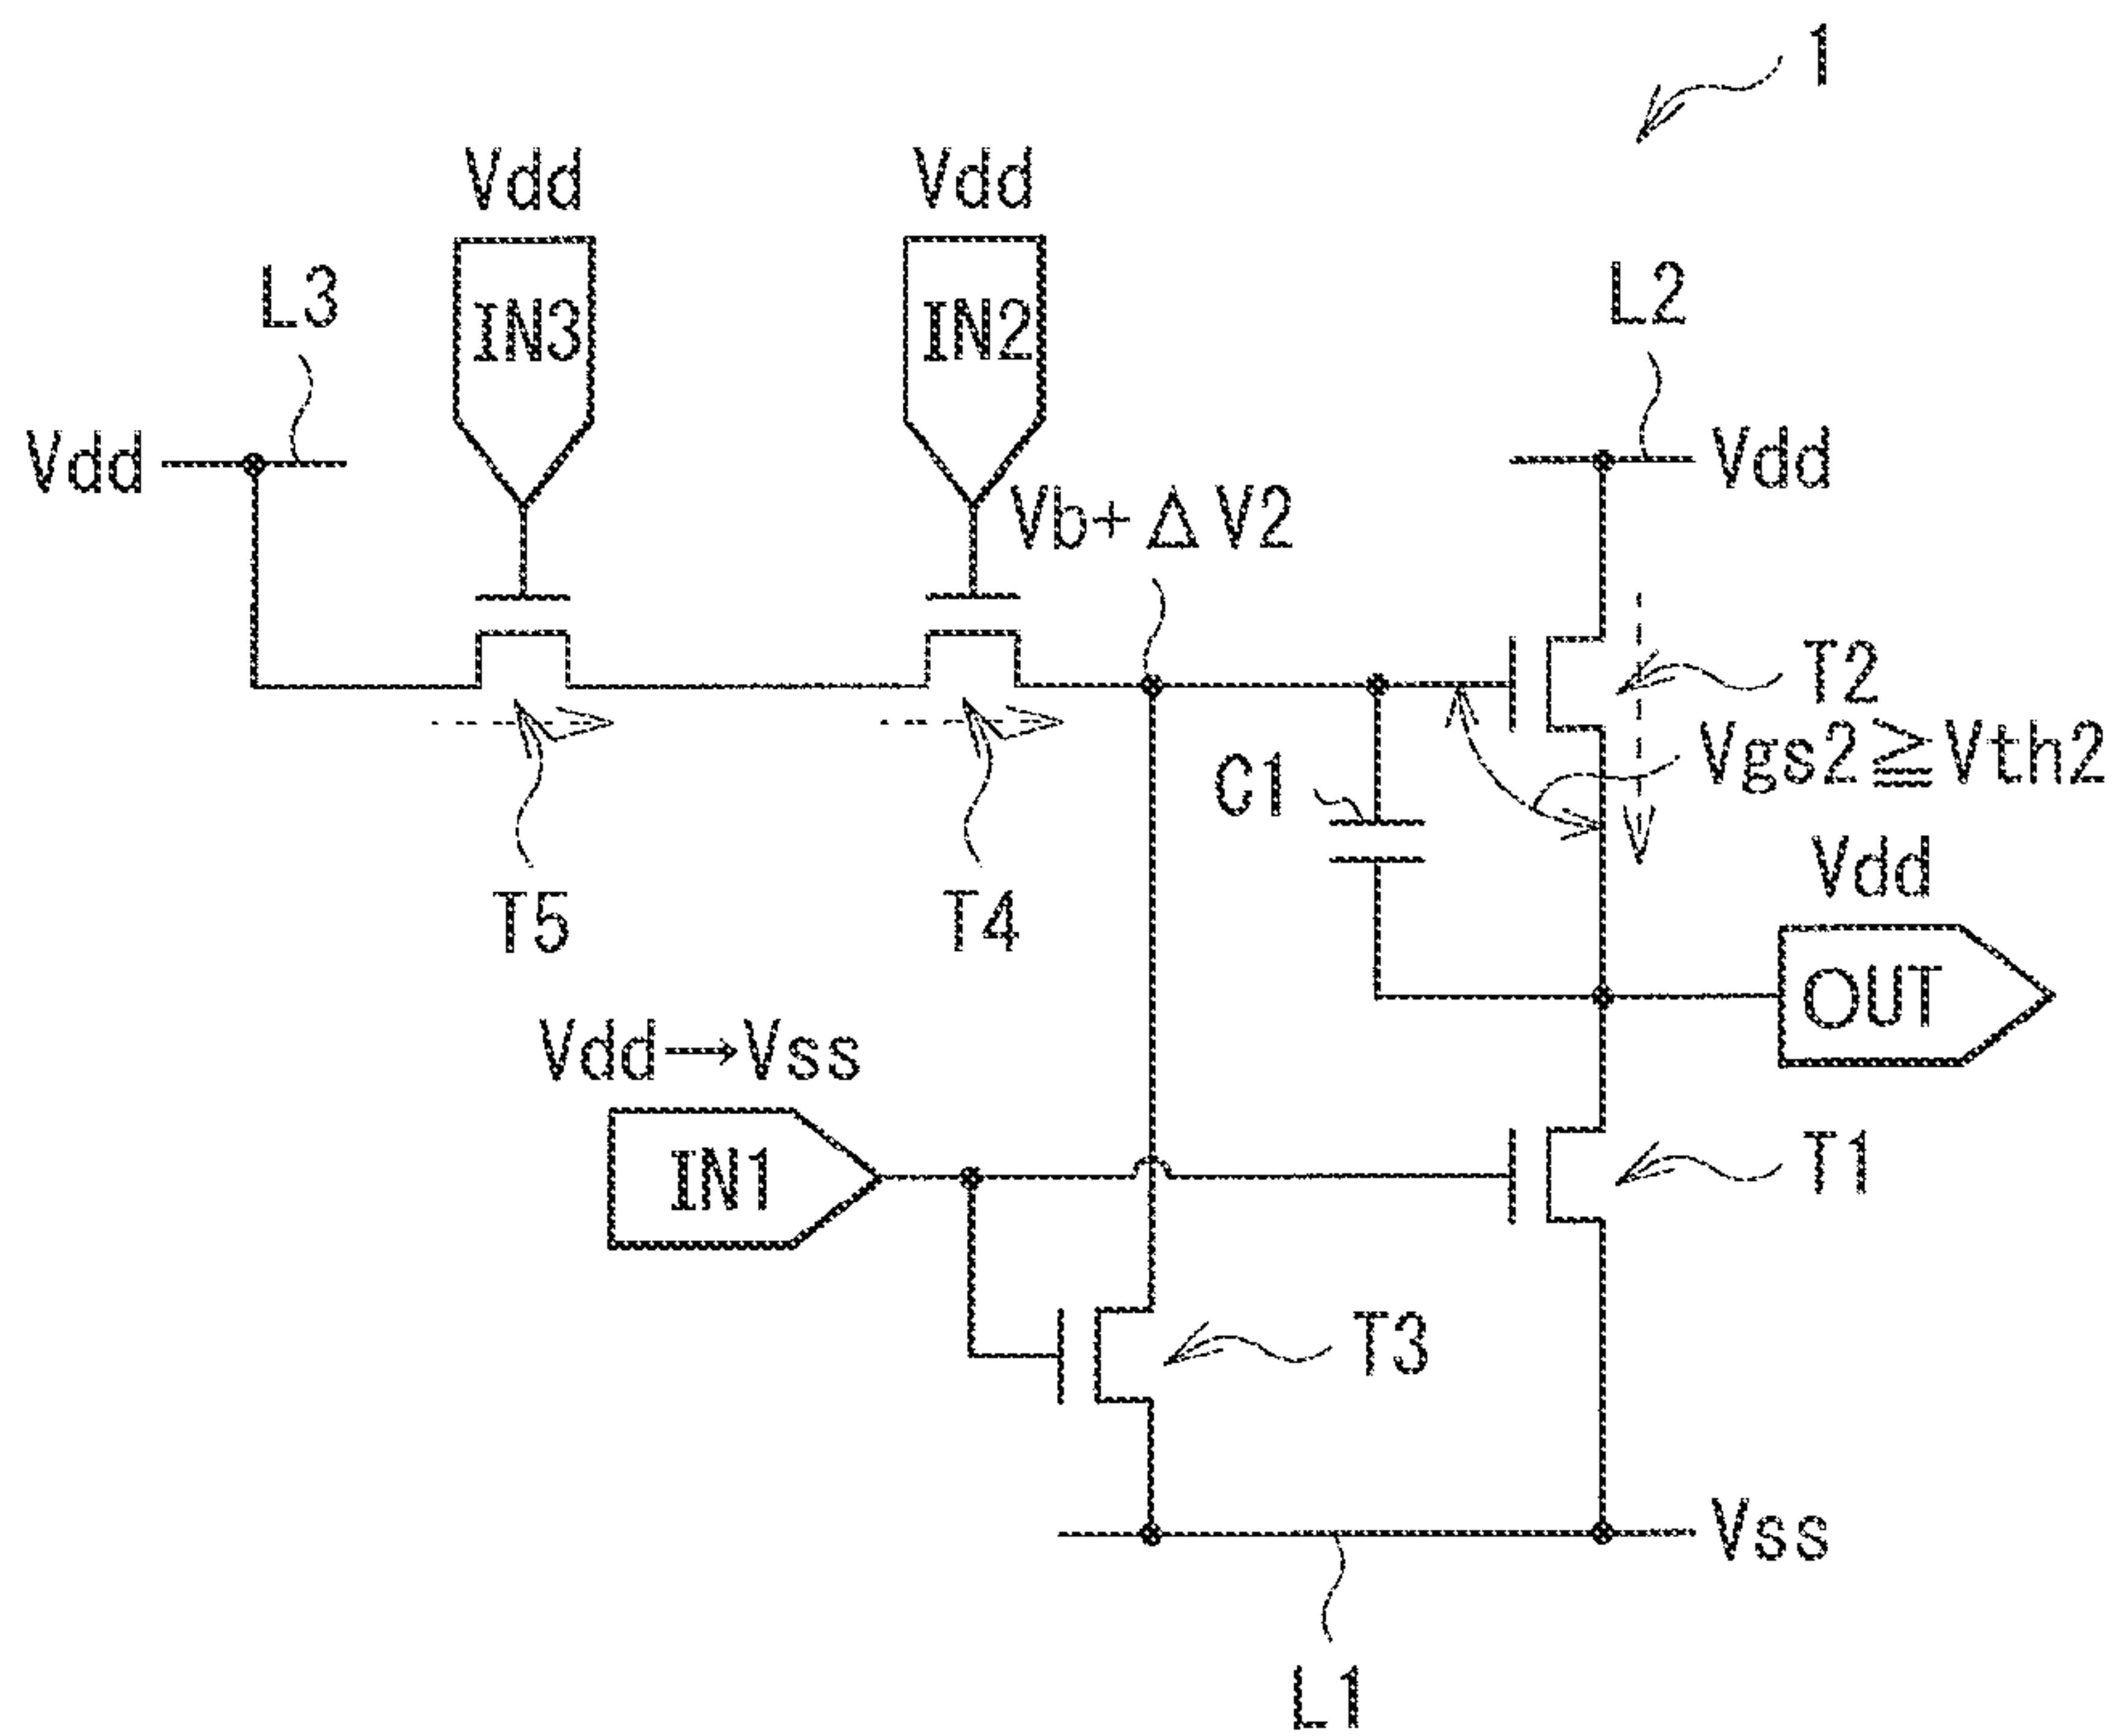 1
Vdd
Vdd
L3
IN3
IN2
L2
Vdd
Vb+ΔV2
Vdd
T2
Vgs2≧Vth2
C1
Vdd
T5
T4
OUT
Vdd→Vss
IN1
T1
T3
Vss
L1